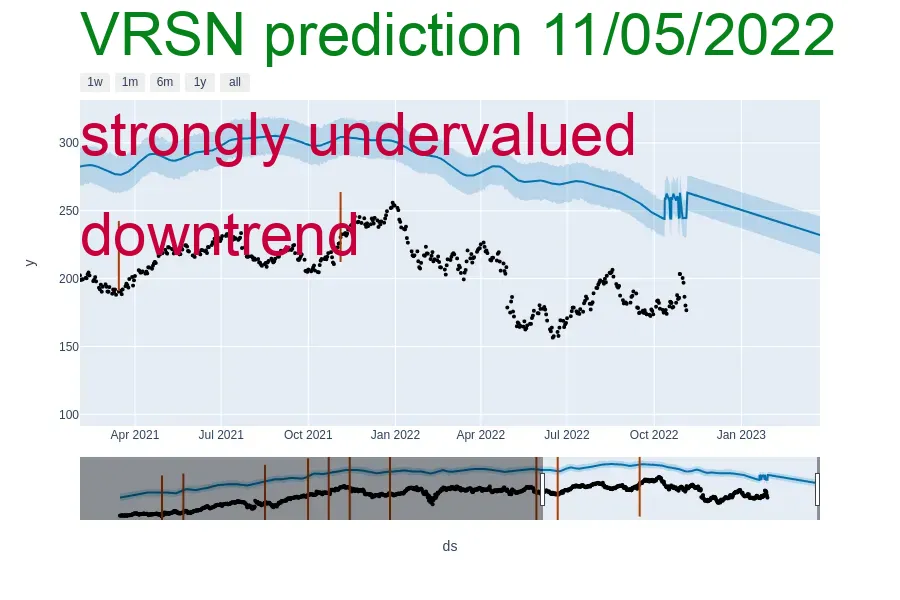 VRSN prediction 11/05/2022
1w 1m 6m 1y all
strongly undervalued
downtrend
300
250
200
150
100
y
Apr 2021 Jul 2021 Oct 2021 Jan 2022 Apr 2022 Jul 2022 Oct 2022 Jan 2023
ds